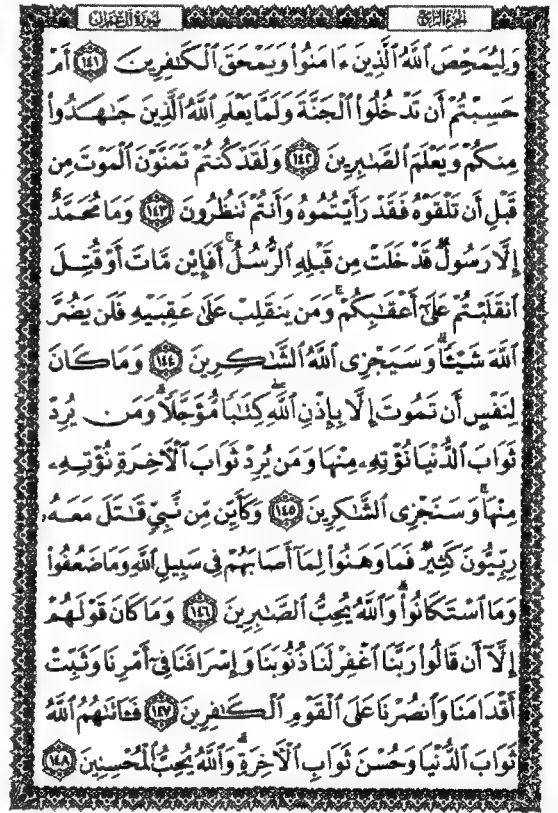 الجزء الرابع
سورة آل عمران
وَلِيُمَحِّصَ ٱللَّهُ ٱلَّذِينَ ءَامَنُوا۟ وَيَمْحَقَ ٱلْكَٰفِرِينَ ١٤١ أَمْ
حَسِبْتُمْ أَن تَدْخُلُوا۟ ٱلْجَنَّةَ وَلَمَّا يَعْلَمِ ٱللَّهُ ٱلَّذِينَ جَٰهَدُوا۟
مِنكُمْ وَيَعْلَمَ ٱلصَّٰبِرِينَ ١٤٢ وَلَقَدْ كُنتُمْ تَمَنَّوْنَ ٱلْمَوْتَ مِن
قَبْلِ أَن تَلْقَوْهُ فَقَدْ رَأَيْتُمُوهُ وَأَنتُمْ تَنظُرُونَ ١٤٣ وَمَا مُحَمَّدٌ
إِلَّا رَسُولٌ قَدْ خَلَتْ مِن قَبْلِهِ ٱلرُّسُلُ ۚ أَفَإِي۟ن مَّاتَ أَوْ قُتِلَ
ٱنقَلَبْتُمْ عَلَىٰٓ أَعْقَٰبِكُمْ ۚ وَمَن يَنقَلِبْ عَلَىٰ عَقِبَيْهِ فَلَن يَضُرَّ
ٱللَّهَ شَيْـًٔا ۗ وَسَيَجْزِى ٱللَّهُ ٱلشَّٰكِرِينَ ١٤٤ وَمَا كَانَ
لِنَفْسٍ أَن تَمُوتَ إِلَّا بِإِذْنِ ٱللَّهِ كِتَٰبًا مُّؤَجَّلًا ۗ وَمَن يُرِدْ
ثَوَابَ ٱلدُّنْيَا نُؤْتِهِۦ مِنْهَا وَمَن يُرِدْ ثَوَابَ ٱلْأَخِرَةِ نُؤْتِهِۦ
مِنْهَا ۚ وَسَنَجْزِى ٱلشَّٰكِرِينَ ١٤٥ وَكَأَيِّن مِّن نَّبِىٍّ قَٰتَلَ مَعَهُۥ
رِبِّيُّونَ كَثِيرٌ فَمَا وَهَنُوا۟ لِمَآ أَصَابَهُمْ فِى سَبِيلِ ٱللَّهِ وَمَا ضَعُفُوا۟
وَمَا ٱسْتَكَانُوا۟ ۗ وَٱللَّهُ يُحِبُّ ٱلصَّٰبِرِينَ ١٤٦ وَمَا كَانَ قَوْلَهُمْ
إِلَّآ أَن قَالُوا۟ رَبَّنَا ٱغْفِرْ لَنَا ذُنُوبَنَا وَإِسْرَافَنَا فِىٓ أَمْرِنَا وَثَبِّتْ
أَقْدَامَنَا وَٱنصُرْنَا عَلَى ٱلْقَوْمِ ٱلْكَٰفِرِينَ ١٤٧ فَـَٔاتَىٰهُمُ ٱللَّهُ
ثَوَابَ ٱلدُّنْيَا وَحُسْنَ ثَوَابِ ٱلْأَخِرَةِ ۗ وَٱللَّهُ يُحِبُّ ٱلْمُحْسِنِينَ ١٤٨